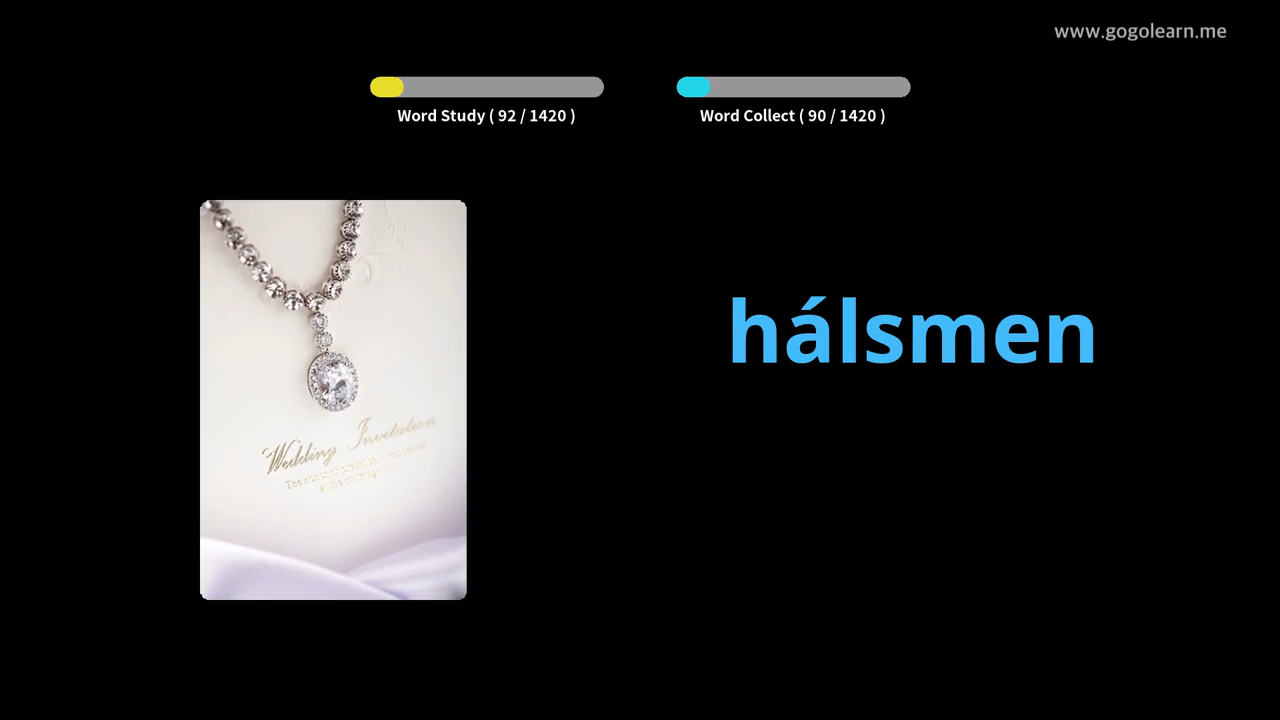 www.gogolearn.me
Word Study ( 92 / 1420 )
Word Collect ( 90 / 1420 )
hálsmen
Wedding Invitation